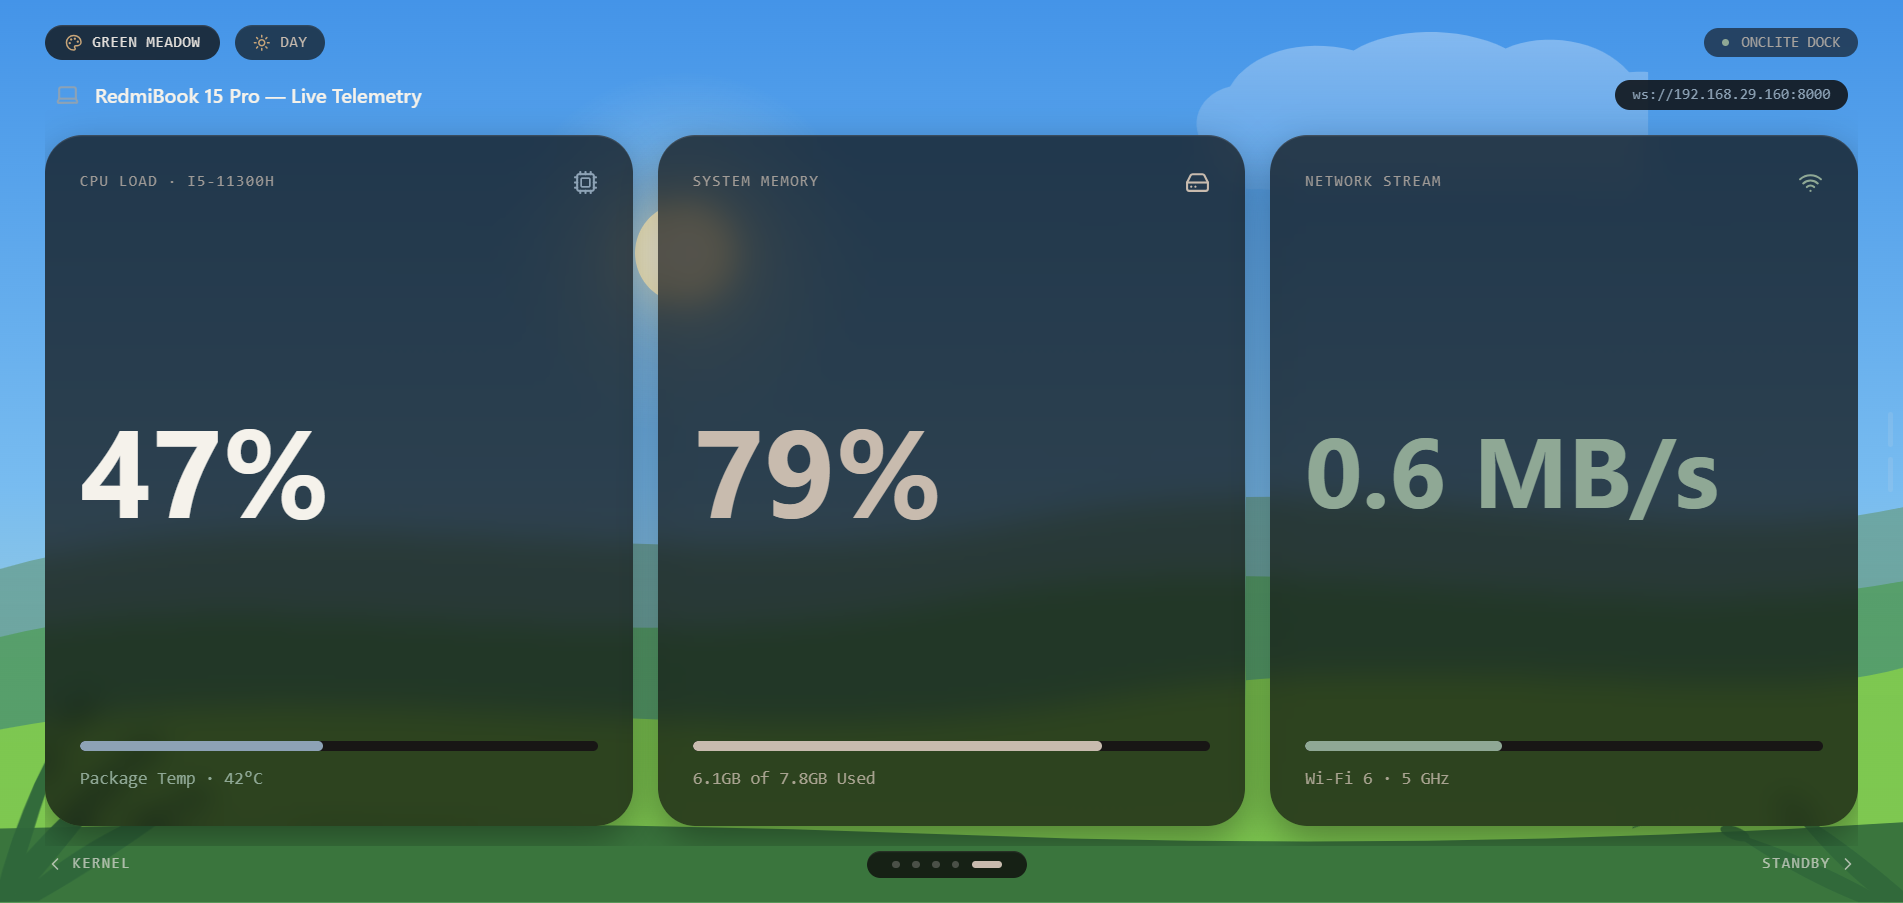 GREEN MEADOW
DAY
ONCLITE DOCK
RedmiBook 15 Pro — Live Telemetry
ws://192.168.29.160:8000
CPU LOAD · I5-11300H
47%
Package Temp · 42°C
SYSTEM MEMORY
79%
6.1GB of 7.8GB Used
NETWORK STREAM
0.6 MB/s
Wi-Fi 6 · 5 GHz
KERNEL
STANDBY